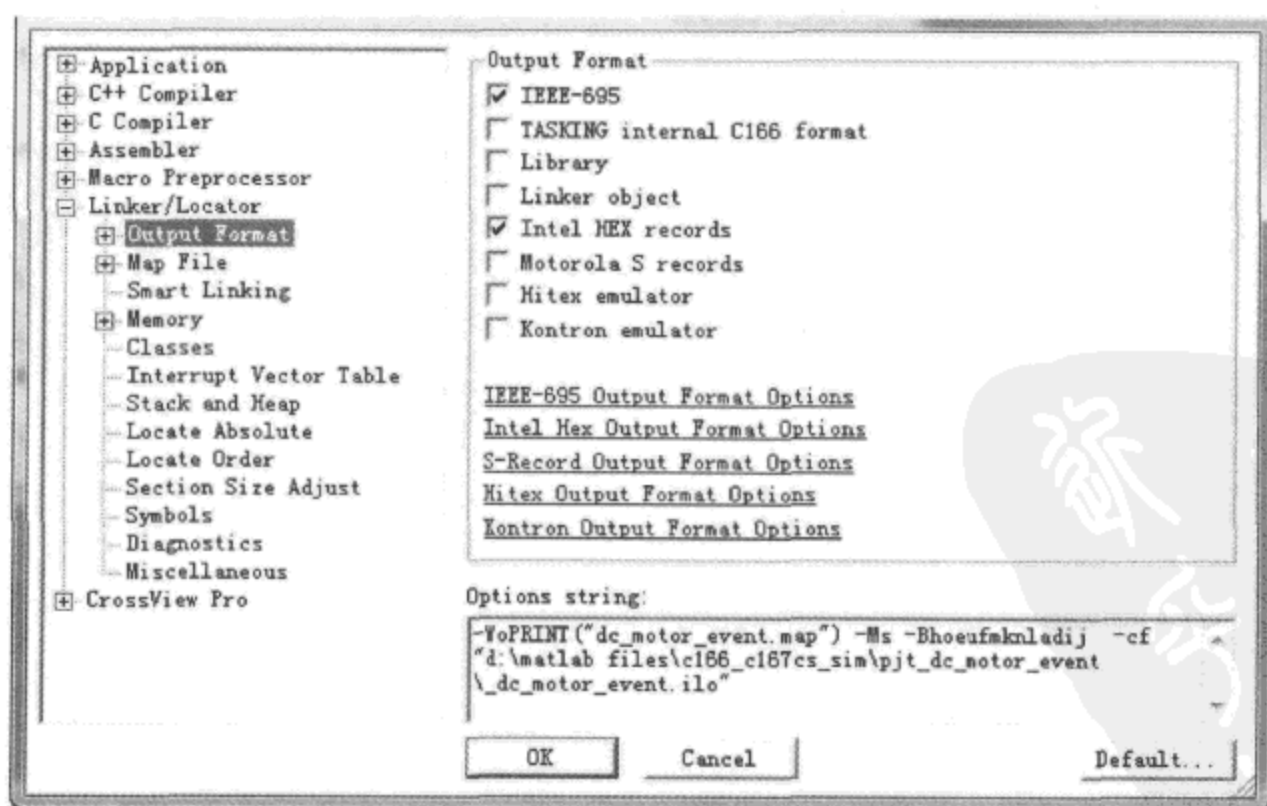 Application
C++ Compiler
C Compiler
Assembler
Macro Preprocessor
Linker/Locator
Output Format
Map File
Smart Linking
Memory
Classes
Interrupt Vector Table
Stack and Heap
Locate Absolute
Locate Order
Section Size Adjust
Symbols
Diagnostics
Miscellaneous
CrossView Pro
Output Format
IEEE-695
TASKING internal C166 format
Library
Linker object
Intel HEX records
Motorola S records
Hitex emulator
Kontron emulator
IEEE-695 Output Format Options
Intel Hex Output Format Options
S-Record Output Format Options
Hitex Output Format Options
Kontron Output Format Options
Options string:
-WoPRINT("dc_motor_event.map") -Ms -Bhoeufmknladij -cf
"d:\matlab files\c166_c167cs_sim\pjt_dc_motor_event
\_dc_motor_event.ilo"
OK
Cancel
Default...